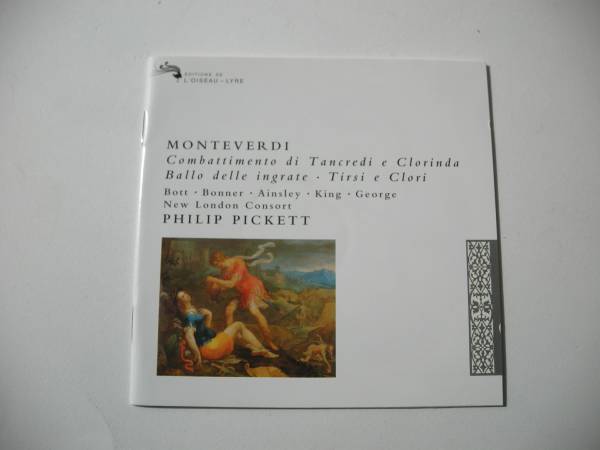 EDITIONS DE
L'OISEAU-LYRE
MONTEVERDI
Combattimento di Tancredi e Clorinda
Ballo delle ingrate · Tirsi e Clori
Bott · Bonner · Ainsley · King · George
New London Consort
PHILIP PICKETT